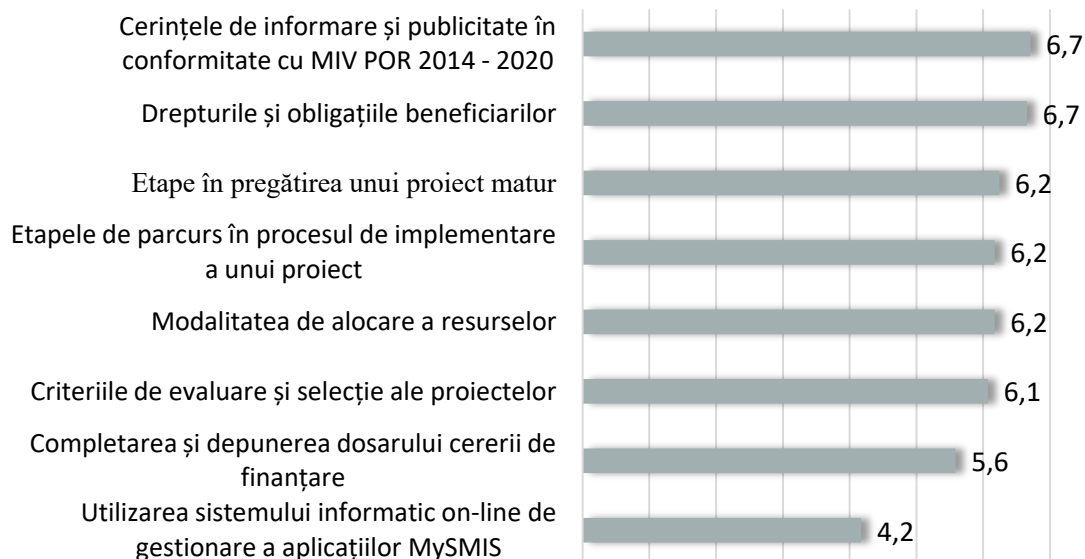 Cerințele de informare și publicitate în
conformitate cu MIV POR 2014 - 2020
6,7
Drepturile și obligațiile beneficiarilor
6,7
Etape în pregătirea unui proiect matur
6,2
Etapele de parcurs în procesul de implementare
a unui proiect
6,2
Modalitatea de alocare a resurselor
6,2
Criteriile de evaluare și selecție ale proiectelor
6,1
Completarea și depunerea dosarului cererii de
finanțare
5,6
Utilizarea sistemului informatic on-line de
gestionare a aplicațiilor MySMIS
4,2